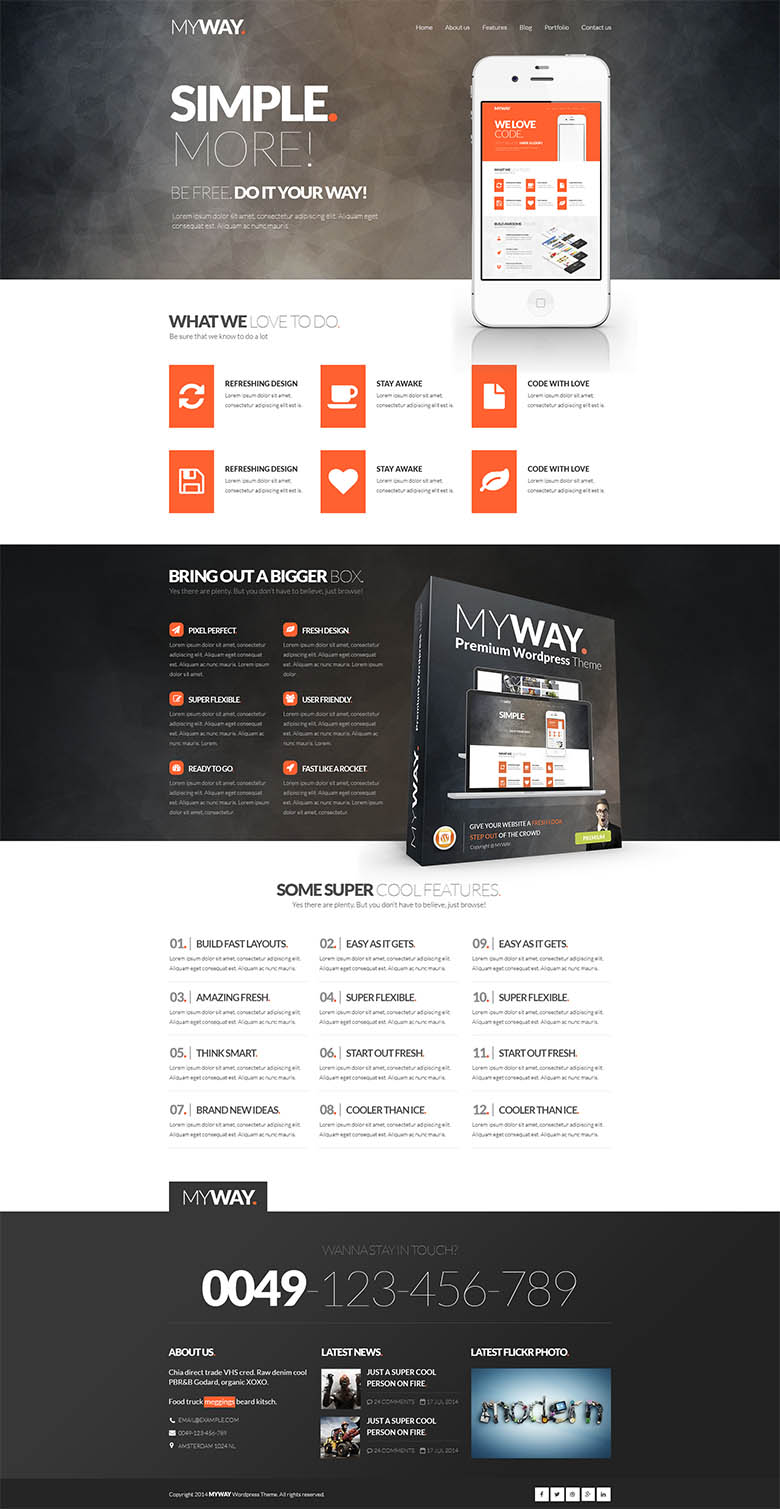 MYWAY.
Home About us Features Blog Portfolio Contact us
SIMPLE.
MORE!
BE FREE. DO IT YOUR WAY!
Lorem ipsum dolor sit amet, consectetur adipiscing elit. Aliquam eget
consequat est. Aliquam ac nunc mauris.
MYWAY
WE LOVE
CODE.
WHAT WE LOVE TO DO.
Be sure that we know to do a lot
REFRESHING DESIGN
Lorem ipsum dolor sit amet,
consectetur adipiscing elit est is.
STAY AWAKE
Lorem ipsum dolor sit amet,
consectetur adipiscing elit est is.
CODE WITH LOVE
Lorem ipsum dolor sit amet,
consectetur adipiscing elit est is.
REFRESHING DESIGN
Lorem ipsum dolor sit amet,
consectetur adipiscing elit est is.
STAY AWAKE
Lorem ipsum dolor sit amet,
consectetur adipiscing elit est is.
CODE WITH LOVE
Lorem ipsum dolor sit amet,
consectetur adipiscing elit est is.
BRING OUT A BIGGER BOX.
Yes there are plenty. But you don't have to believe, just browse!
PIXEL PERFECT.
Lorem ipsum dolor sit amet, consectetur
adipiscing elit. Aliquam eget consequat
est. Aliquam ac nunc mauris. Lorem ipsum
dolor sit amet.
FRESH DESIGN.
Lorem ipsum dolor sit amet, consectetur
adipiscing elit. Aliquam eget consequat
est. Aliquam ac nunc mauris. Lorem ipsum
dolor.
SUPER FLEXIBLE.
Lorem ipsum dolor sit amet, consectetur
adipiscing elit. Aliquam eget
consequat est. Aliquam ac
nunc mauris. Lorem.
USER FRIENDLY.
Lorem ipsum dolor sit amet, consectetur
adipiscing elit. Aliquam eget
consequat est. Aliquam ac nunc
mauris. Lorem.
READY TO GO.
Lorem ipsum dolor sit amet, consectetur
adipiscing elit. Aliquam eget consequat
est. Aliquam ac nunc mauris. Lorem ipsum
dolor sit amet, consectetur.
FAST LIKE A ROCKET.
Lorem ipsum dolor sit amet, consectetur
adipiscing elit. Aliquam eget consequat
est. Aliquam ac nunc mauris. Lorem ipsum
dolor sit amet, consectetur.
MYWAY. Premium Wordpress
MYWAY.
Premium Wordpress Theme
SIMPLE
GIVE YOUR WEBSITE A FRESH LOOK
STEP OUT OF THE CROWD
Copyright @ MYWAY
PREMIUM
SOME SUPER COOL FEATURES.
Yes there are plenty. But you don't have to believe, just browse!
01. BUILD FAST LAYOUTS.
Lorem ipsum dolor sit amet, consectetur adipiscing elit.
Aliquam eget consequat est. Aliquam ac nunc mauris.
02. EASY AS IT GETS.
Lorem ipsum dolor sit amet, consectetur adipiscing elit.
Aliquam eget consequat est. Aliquam ac nunc mauris.
09. EASY AS IT GETS.
Lorem ipsum dolor sit amet, consectetur adipiscing elit.
Aliquam eget consequat est. Aliquam ac nunc mauris.
03. AMAZING FRESH.
Lorem ipsum dolor sit amet, consectetur adipiscing elit.
Aliquam eget consequat est. Aliquam ac nunc mauris.
04. SUPER FLEXIBLE.
Lorem ipsum dolor sit amet, consectetur adipiscing elit.
Aliquam eget consequat est. Aliquam ac nunc mauris.
10. SUPER FLEXIBLE.
Lorem ipsum dolor sit amet, consectetur adipiscing elit.
Aliquam eget consequat est. Aliquam ac nunc mauris.
05. THINK SMART.
Lorem ipsum dolor sit amet, consectetur adipiscing elit.
Aliquam eget consequat est. Aliquam ac nunc mauris.
06. START OUT FRESH.
Lorem ipsum dolor sit amet, consectetur adipiscing elit.
Aliquam eget consequat est. Aliquam ac nunc mauris.
11. START OUT FRESH.
Lorem ipsum dolor sit amet, consectetur adipiscing elit.
Aliquam eget consequat est. Aliquam ac nunc mauris.
07. BRAND NEW IDEAS.
Lorem ipsum dolor sit amet, consectetur adipiscing elit.
Aliquam eget consequat est. Aliquam ac nunc mauris.
08. COOLER THAN ICE.
Lorem ipsum dolor sit amet, consectetur adipiscing elit.
Aliquam eget consequat est. Aliquam ac nunc mauris.
12. COOLER THAN ICE.
Lorem ipsum dolor sit amet, consectetur adipiscing elit.
Aliquam eget consequat est. Aliquam ac nunc mauris.
MYWAY.
WANNA STAY IN TOUCH?
0049-123-456-789
ABOUT US.
Chia direct trade VHS cred. Raw denim cool
PBR&B Godard, organic XOXO.
Food truck meggings beard kitsch.
EMAIL@EXAMPLE.COM
0049-123-456-789
AMSTERDAM 1024 NL
LATEST NEWS.
JUST A SUPER COOL
PERSON ON FIRE.
24 COMMENTS 17 JUL 2014
JUST A SUPER COOL
PERSON ON FIRE.
24 COMMENTS 17 JUL 2014
LATEST FLICKR PHOTO.
modern
Copyright 2014 MYWAY Wordpress Theme. All rights reserved.